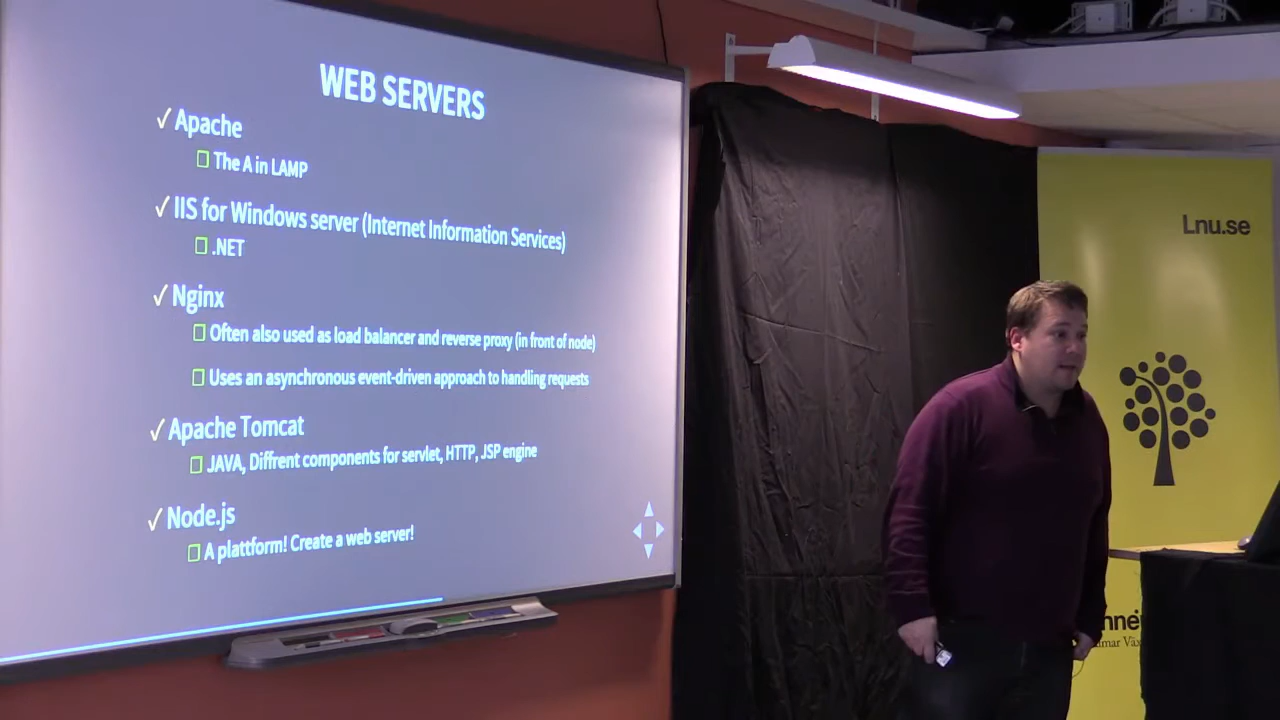 WEB SERVERS
✓ Apache
The A in LAMP
✓ IIS for Windows server (Internet Information Services)
.NET
✓ Nginx
Often also used as load balancer and reverse proxy (in front of node)
Uses an asynchronous event-driven approach to handling requests
✓ Apache Tomcat
JAVA, Diffrent components for servlet, HTTP, JSP engine
✓ Node.js
A plattform! Create a web server!
Lnu.se